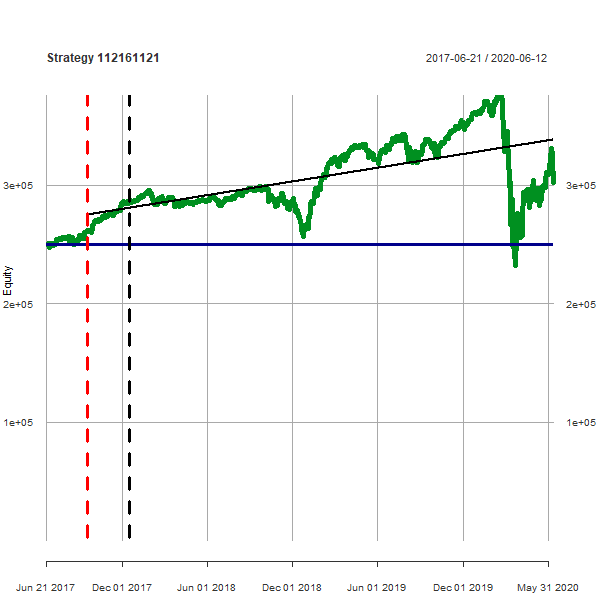 Strategy 112161121
2017-06-21 / 2020-06-12
3e+05
3e+05
Equity
2e+05
2e+05
1e+05
1e+05
Jun 21 2017
Dec 01 2017
Jun 01 2018
Dec 01 2018
Jun 01 2019
Dec 01 2019
May 31 2020